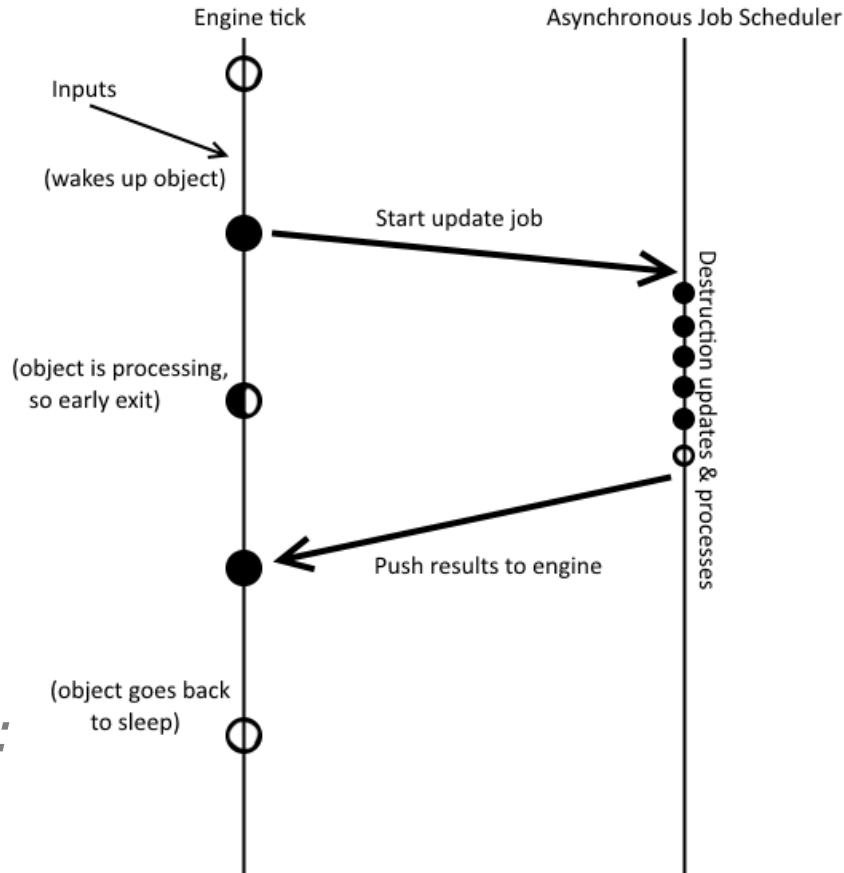 Engine tick
Asynchronous Job Scheduler
Inputs
(wakes up object)
Start update job
Destruction updates & processes
(object is processing,
so early exit)
Push results to engine
(object goes back
to sleep)